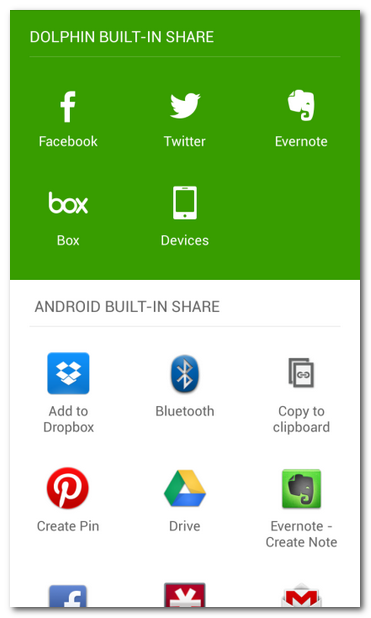 DOLPHIN BUILT-IN SHARE
Facebook
Twitter
Evernote
box
Box
Devices
ANDROID BUILT-IN SHARE
Add to
Dropbox
Bluetooth
Copy to
clipboard
Create Pin
Drive
Evernote -
Create Note